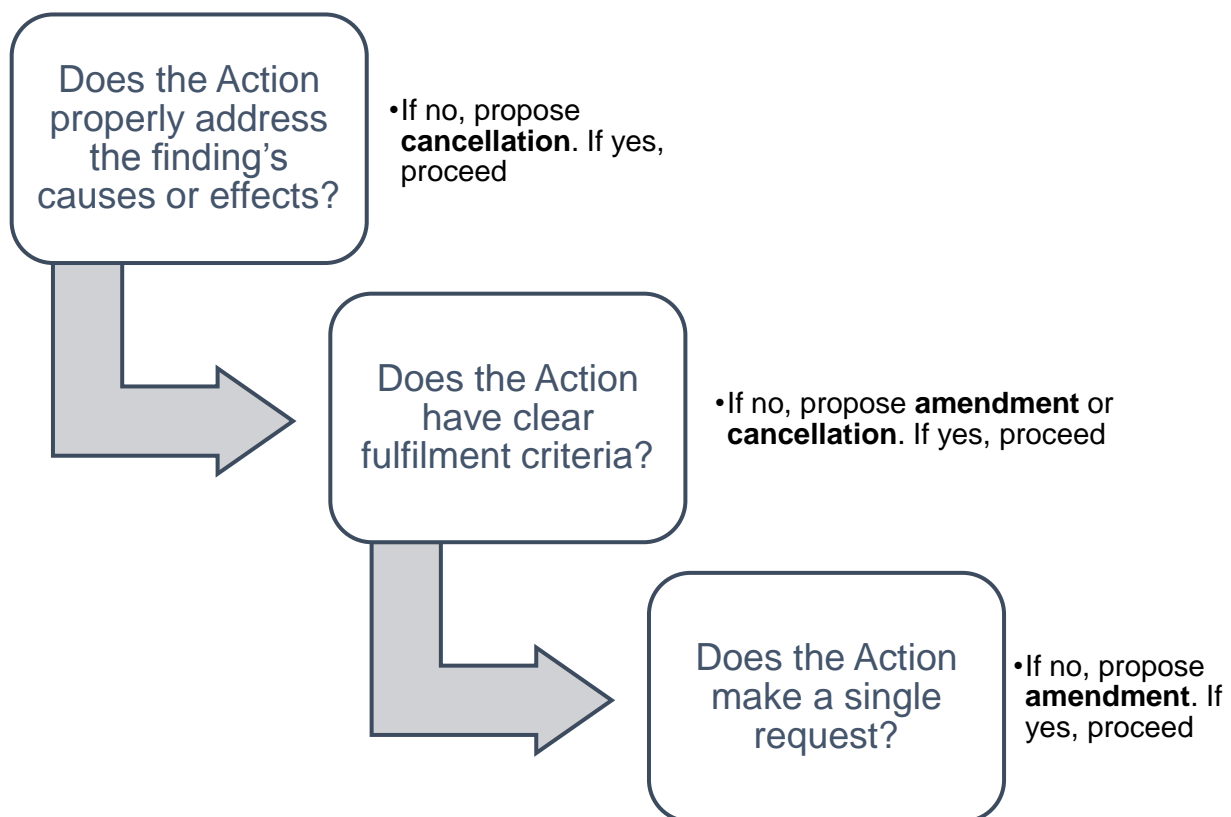 Does the Action
properly address
the finding’s
causes or effects?
•If no, propose
cancellation. If yes,
proceed
Does the Action
have clear
fulfilment criteria?
•If no, propose amendment or
cancellation. If yes, proceed
Does the Action
make a single
request?
•If no, propose
amendment. If
yes, proceed